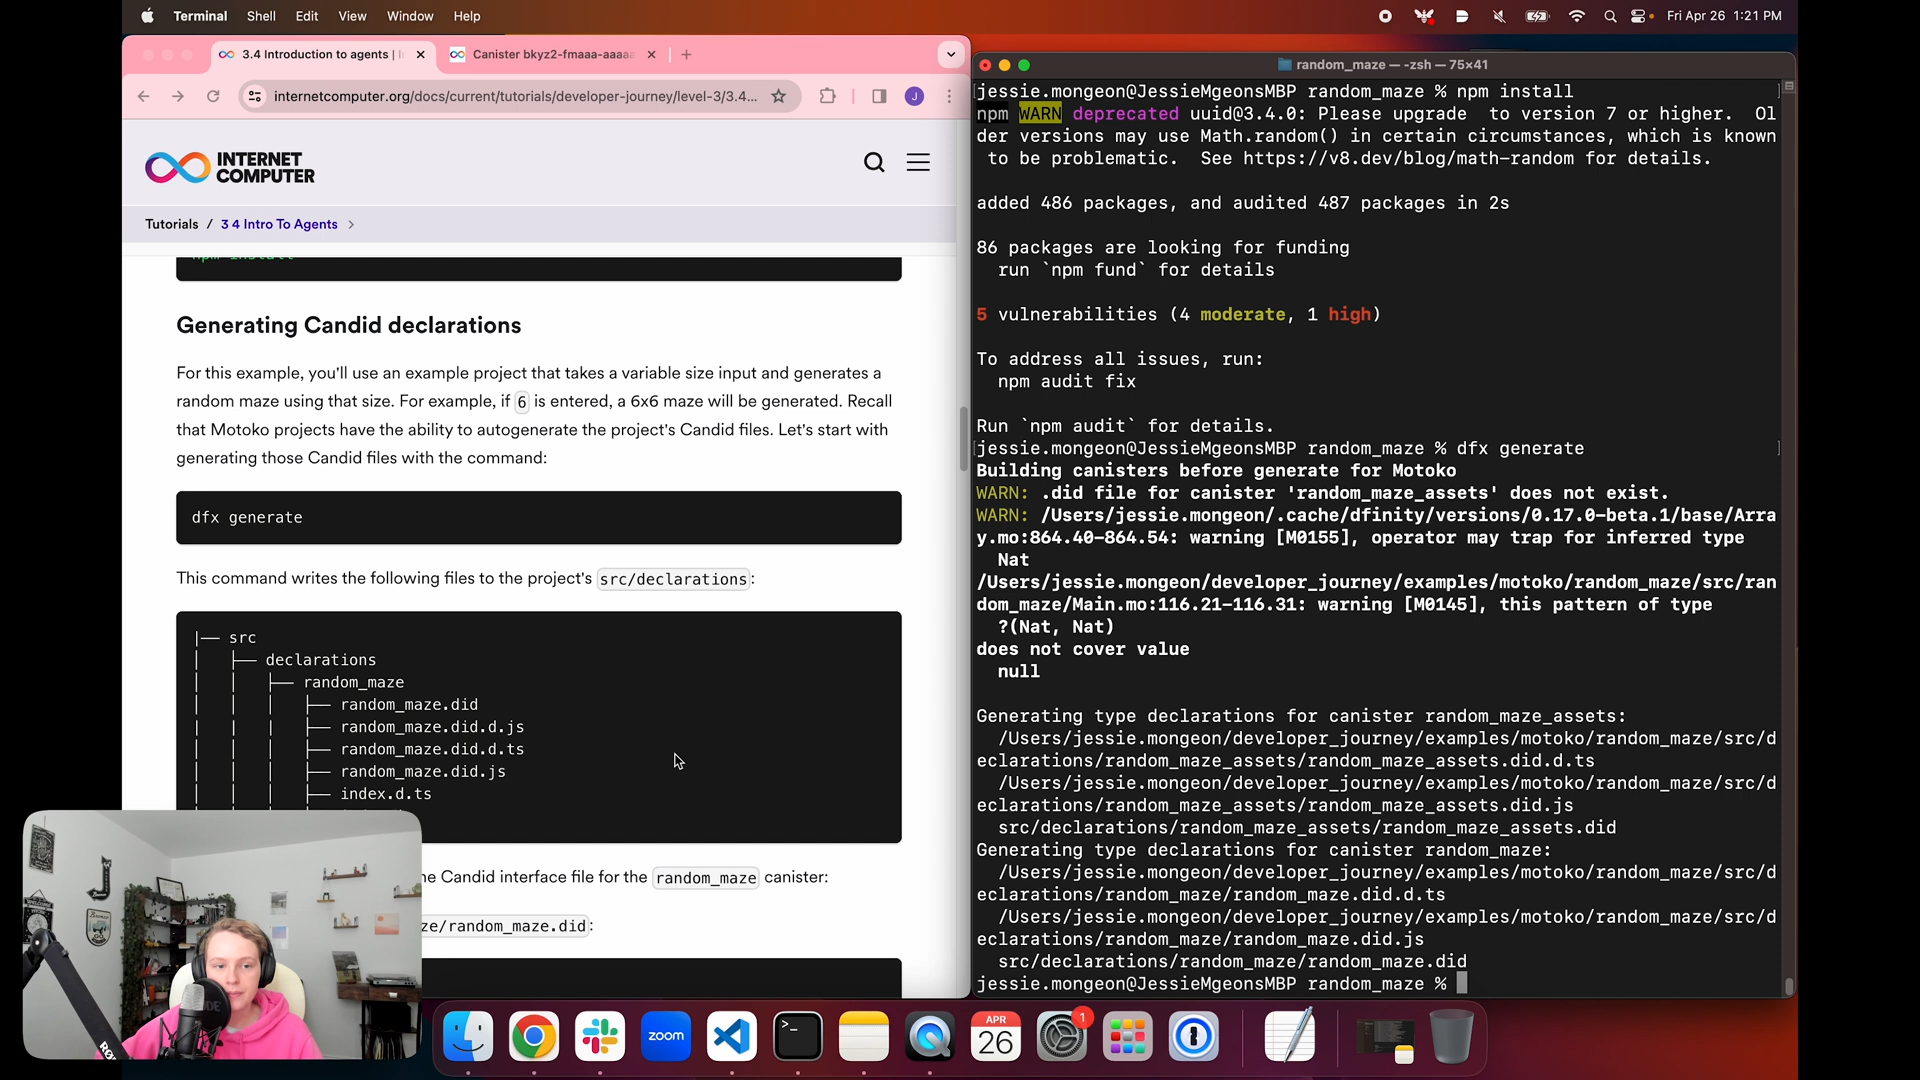 Terminal Shell Edit View Window Help
Fri Apr 26 1:21 PM
3.4 Introduction to agents | I
Canister bkyz2-fmaaa-aaaaa
internetcomputer.org/docs/current/tutorials/developer-journey/level-3/3.4...
J
INTERNET
COMPUTER
Tutorials / 3 4 Intro To Agents >
npm install
Generating Candid declarations
For this example, you'll use an example project that takes a variable size input and generates a
random maze using that size. For example, if 6 is entered, a 6x6 maze will be generated. Recall
that Motoko projects have the ability to autogenerate the project's Candid files. Let's start with
generating those Candid files with the command:
dfx generate
This command writes the following files to the project's src/declarations:
|── src
│ ├── declarations
│ │ ├── random_maze
│ │ │ ├── random_maze.did
│ │ │ ├── random_maze.did.d.js
│ │ │ ├── random_maze.did.d.ts
│ │ │ ├── random_maze.did.js
│ │ │ ├── index.d.ts
he Candid interface file for the random_maze canister:
ze/random_maze.did:
random_maze — -zsh — 75×41
jessie.mongeon@JessieMgeonsMBP random_maze % npm install
npm WARN deprecated uuid@3.4.0: Please upgrade  to version 7 or higher.  Ol
der versions may use Math.random() in certain circumstances, which is known
 to be problematic.  See https://v8.dev/blog/math-random for details.
added 486 packages, and audited 487 packages in 2s
86 packages are looking for funding
  run `npm fund` for details
5 vulnerabilities (4 moderate, 1 high)
To address all issues, run:
  npm audit fix
Run `npm audit` for details.
jessie.mongeon@JessieMgeonsMBP random_maze % dfx generate
Building canisters before generate for Motoko
WARN: .did file for canister 'random_maze_assets' does not exist.
WARN: /Users/jessie.mongeon/.cache/dfinity/versions/0.17.0-beta.1/base/Arra
y.mo:864.40-864.54: warning [M0155], operator may trap for inferred type
  Nat
/Users/jessie.mongeon/developer_journey/examples/motoko/random_maze/src/ran
dom_maze/Main.mo:116.21-116.31: warning [M0145], this pattern of type
  ?(Nat, Nat)
does not cover value
  null
Generating type declarations for canister random_maze_assets:
  /Users/jessie.mongeon/developer_journey/examples/motoko/random_maze/src/d
eclarations/random_maze_assets/random_maze_assets.did.d.ts
  /Users/jessie.mongeon/developer_journey/examples/motoko/random_maze/src/d
eclarations/random_maze_assets/random_maze_assets.did.js
  src/declarations/random_maze_assets/random_maze_assets.did
Generating type declarations for canister random_maze:
  /Users/jessie.mongeon/developer_journey/examples/motoko/random_maze/src/d
eclarations/random_maze/random_maze.did.d.ts
  /Users/jessie.mongeon/developer_journey/examples/motoko/random_maze/src/d
eclarations/random_maze/random_maze.did.js
  src/declarations/random_maze/random_maze.did
jessie.mongeon@JessieMgeonsMBP random_maze %
zoom
APR
26
1